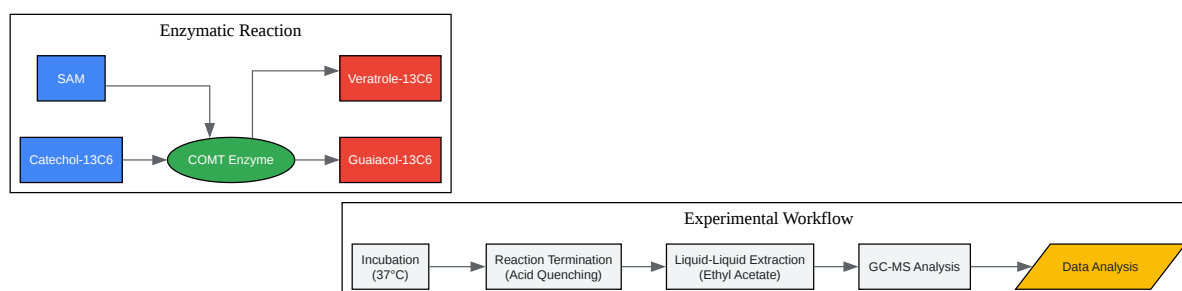 Enzymatic Reaction
SAM
Veratrole-13C6
Catechol-13C6
COMT Enzyme
Guaiacol-13C6
Experimental Workflow
Incubation
(37°C)
Reaction Termination
(Acid Quenching)
Liquid-Liquid Extraction
(Ethyl Acetate)
GC-MS Analysis
Data Analysis